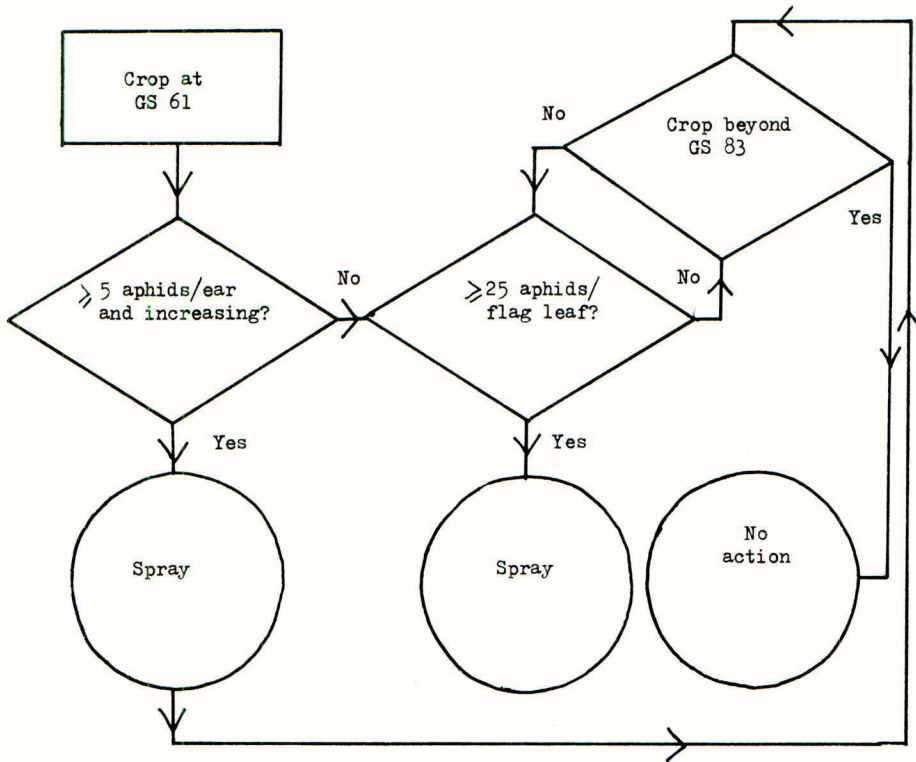 Crop at
GS 61
No
Crop beyond
GS 83
Yes
⩾ 5 aphids/ear
and increasing?
No
⩾25 aphids/
flag leaf?
No
Yes
Yes
Spray
Spray
No
action